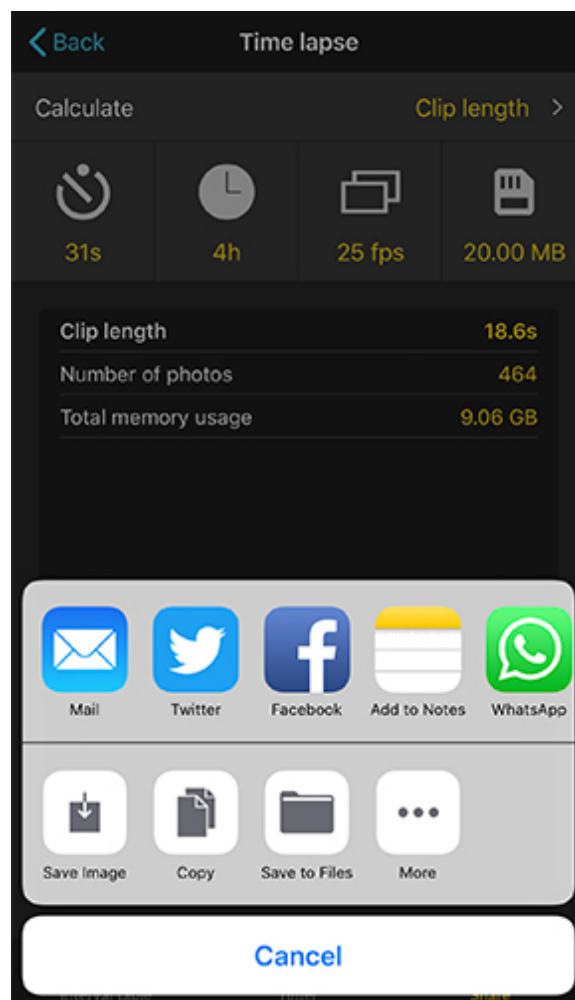 Back Time lapse
Calculate Clip length >
31s 4h 25 fps 20.00 MB
Clip length 18.6s
Number of photos 464
Total memory usage 9.06 GB
Mail Twitter Facebook Add to Notes WhatsApp
Save Image Copy Save to Files More
Cancel